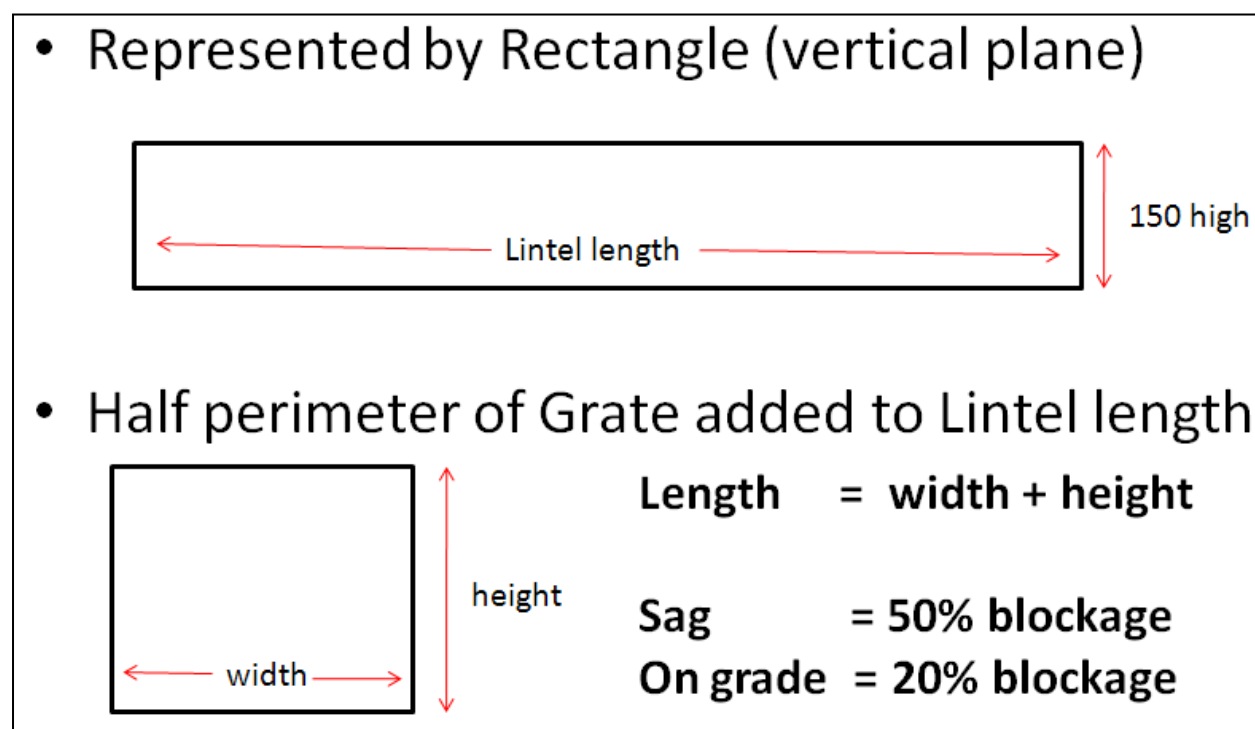 • Represented by Rectangle (vertical plane)
150 high
Lintel length
• Half perimeter of Grate added to Lintel length
Length = width + height
height
Sag = 50% blockage
width
On grade = 20% blockage